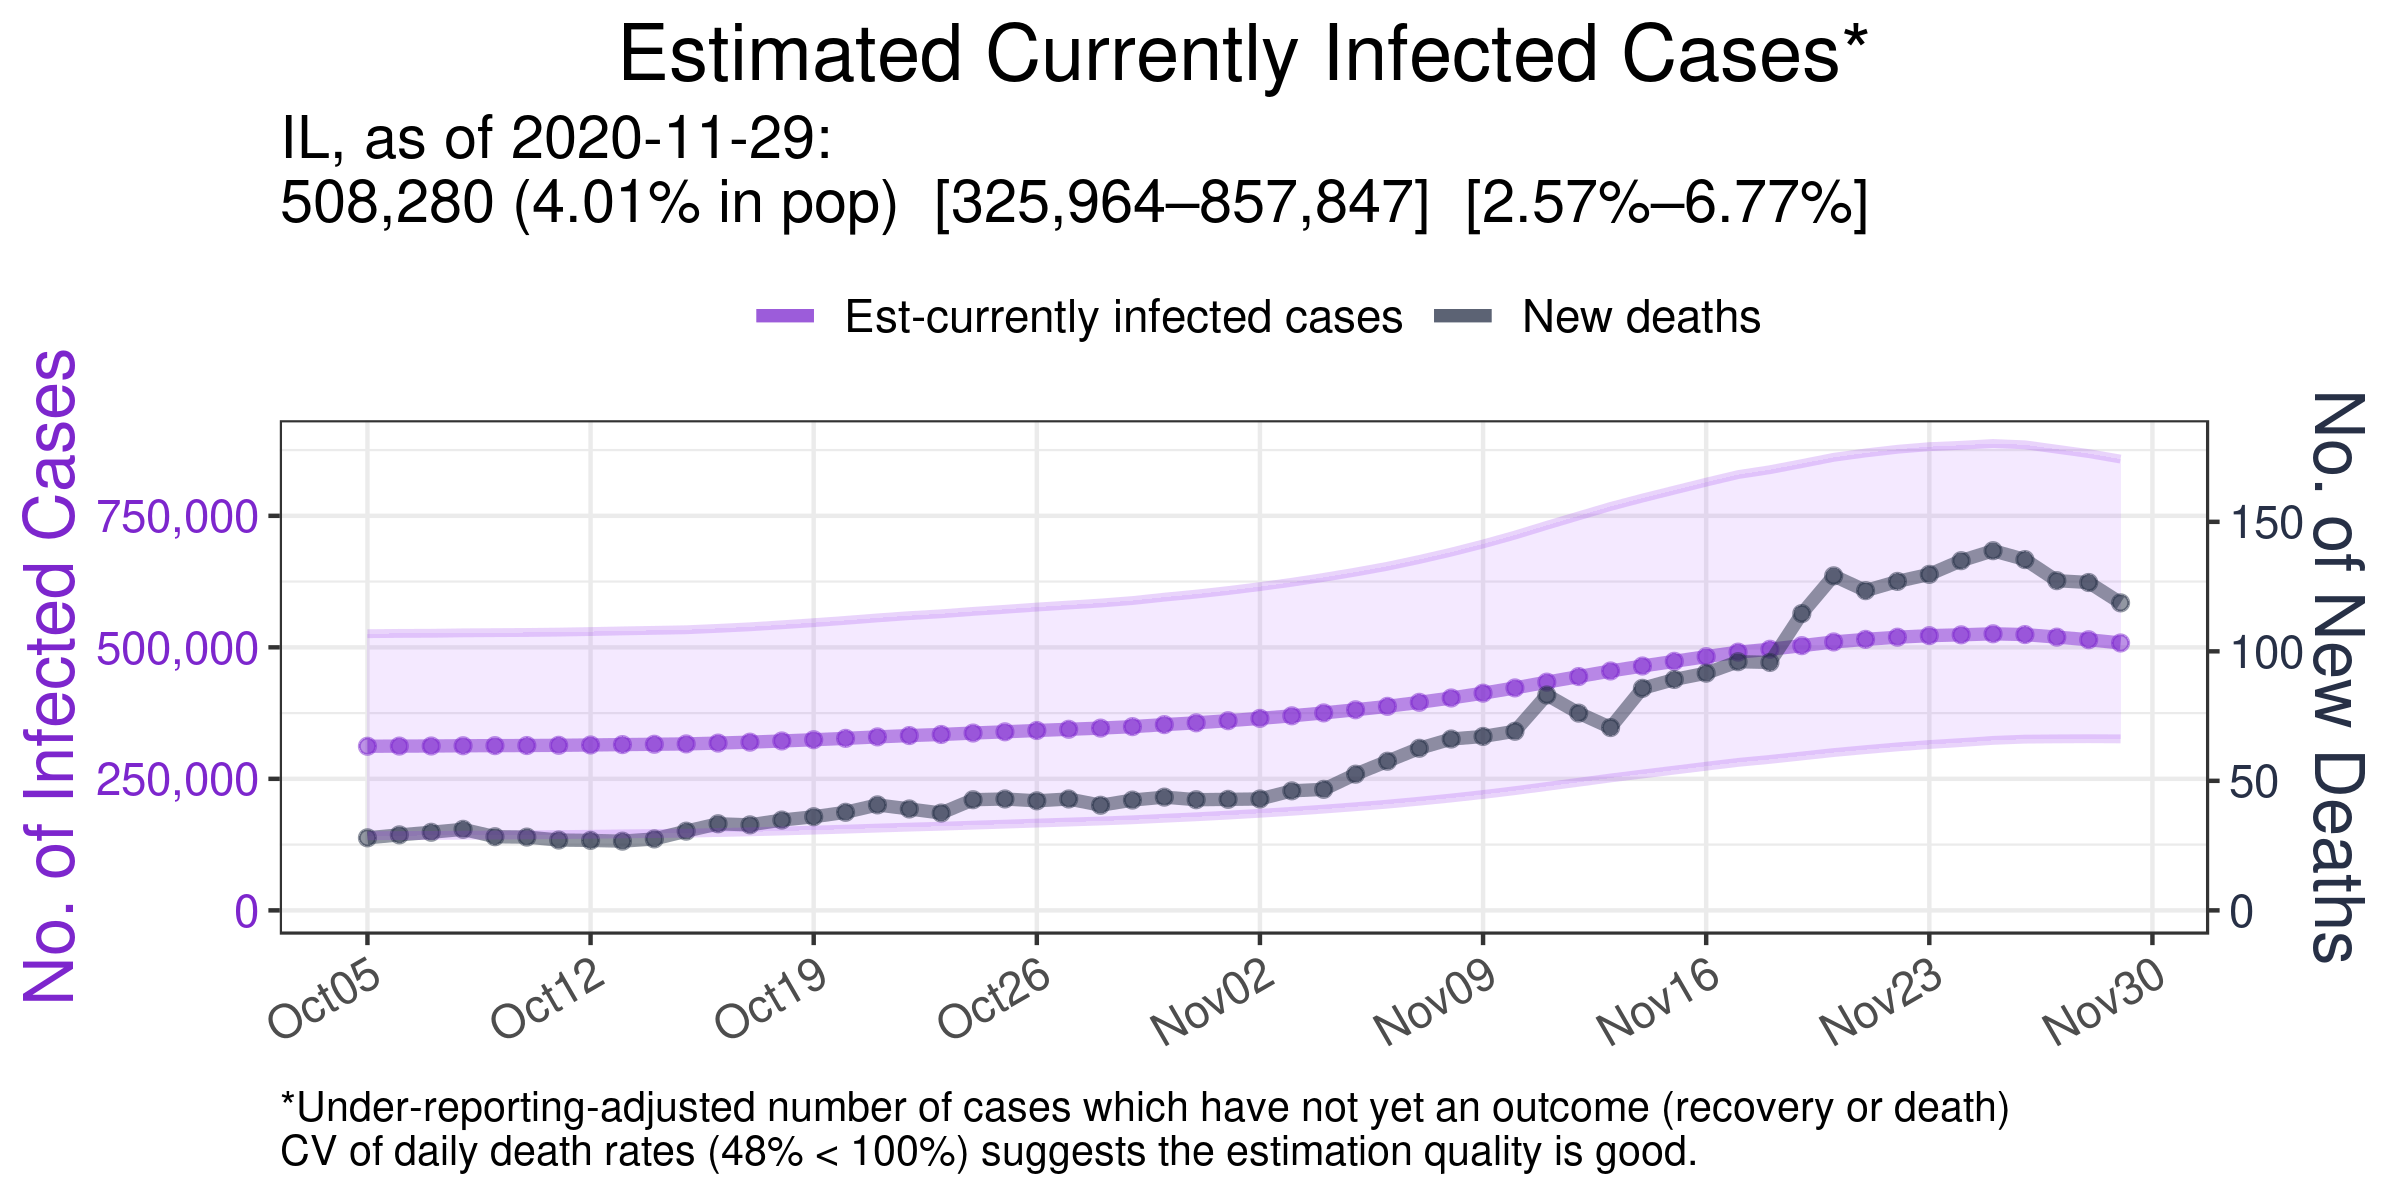 Estimated Currently Infected Cases*
IL, as of 2020-11-29:
508,280 (4.01% in pop)  [325,964–857,847]  [2.57%–6.77%]
Est-currently infected cases
New deaths
No. of Infected Cases
750,000
500,000
250,000
0
150
100
50
0
No. of New Deaths
Oct05
Oct12
Oct19
Oct26
Nov02
Nov09
Nov16
Nov23
Nov30
*Under-reporting-adjusted number of cases which have not yet an outcome (recovery or death)
CV of daily death rates (48% < 100%) suggests the estimation quality is good.